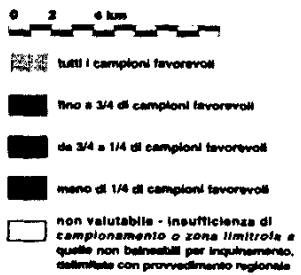 0 2 6 km
tutti i campioni favorevoli
fino a 3/4 di campioni favorevoli
da 3/4 a 1/4 di campioni favorevoli
meno di 1/4 di campioni favorevoli
non valutabile - insufficienza di
campionamento o zona limitrofa a
quelle non balneabili per inquinamento,
delimitate con provvedimento regionale